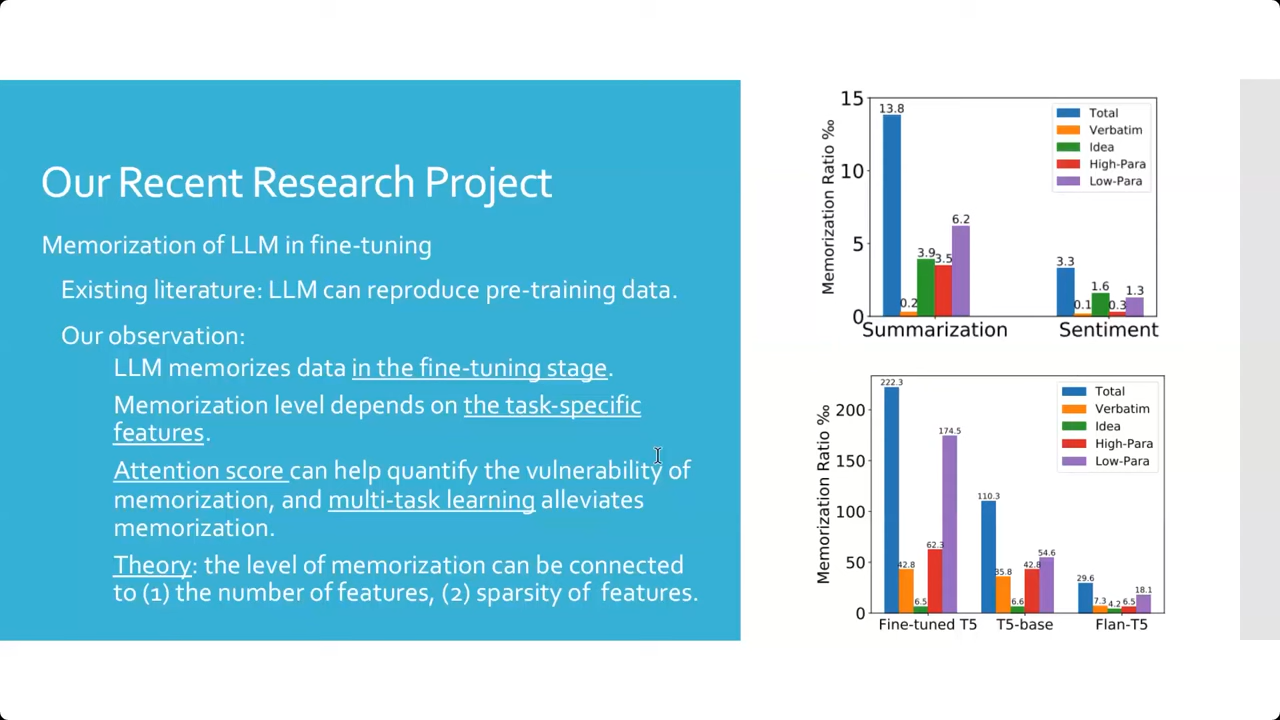 Our Recent Research Project
Memorization of LLM in fine-tuning
Existing literature: LLM can reproduce pre-training data.
Our observation:
LLM memorizes data in the fine-tuning stage.
Memorization level depends on the task-specific
features.
Attention score can help quantify the vulnerability of
memorization, and multi-task learning alleviates
memorization.
Theory: the level of memorization can be connected
to (1) the number of features, (2) sparsity of features.
Memorization Ratio ‰
15
10
5
0
13.8
0.2
3.9
3.5
6.2
3.3
0.1
1.6
0.3
1.3
Total
Verbatim
Idea
High-Para
Low-Para
Summarization Sentiment
Memorization Ratio ‰
200
150
100
50
0
222.3
42.8
6.5
62.3
174.5
110.3
35.8
6.6
42.8
54.6
29.6
7.3
4.2
6.5
18.1
Total
Verbatim
Idea
High-Para
Low-Para
Fine-tuned T5 T5-base Flan-T5